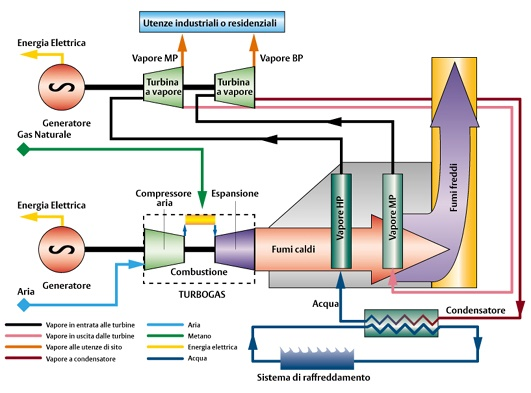 Utenze industriali o residenziali
Energia Elettrica
Vapore MP
Vapore BP
Turbina
a vapore
Turbina
a vapore
Generatore
Gas Naturale
Energia Elettrica
Compressore
aria
Espansione
Fumi caldi
Vapore HP
Vapore MP
Fumi freddi
Combustione
Generatore
TURBOGAS
Aria
Acqua
Condensatore
Vapore in entrata alle turbine
Vapore in uscita dalle turbine
Vapore alle utenze di sito
Vapore a condensatore
Aria
Metano
Energia elettrica
Acqua
Sistema di raffreddamento